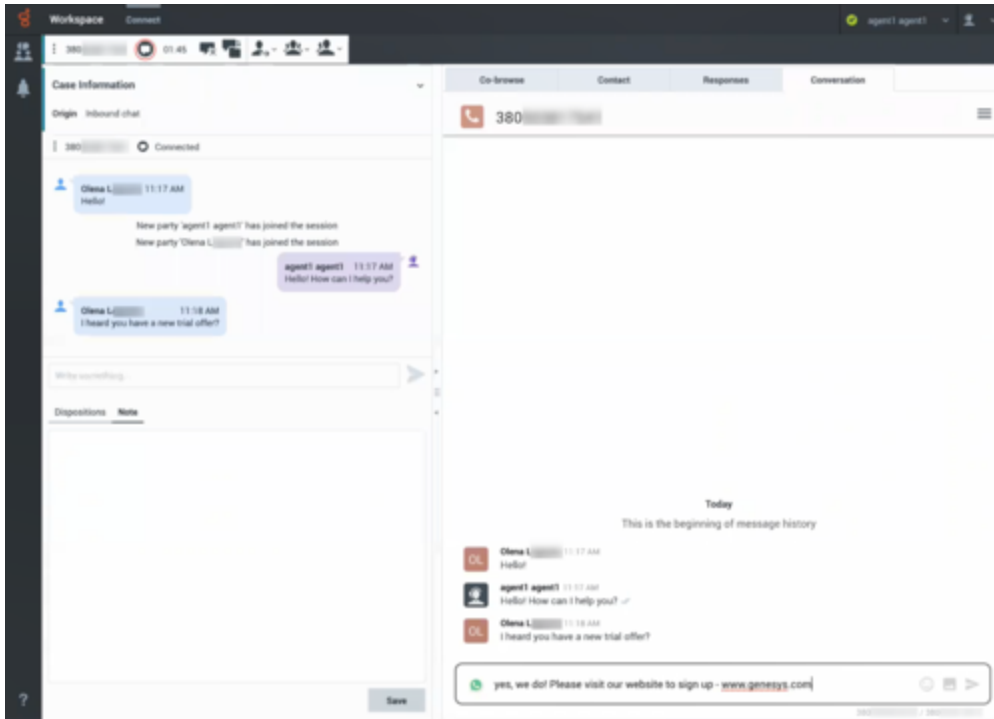 Workspace
Connect
agent1 agent1
380
01:45
Case Information
Origin Inbound chat
380
Connected
Olena L 11:17 AM
Hello!
New party 'agent1 agent1' has joined the session
New party 'Olena L ' has joined the session
agent1 agent1 11:17 AM
Hello! How can I help you?
Olena L 11:18 AM
I heard you have a new trial offer?
Write something...
Dispositions
Note
Save
?
Co-browse
Contact
Responses
Conversation
380
Today
This is the beginning of message history
OL
Olena L 11:17 AM
Hello!
agent1 agent1 11:17 AM
Hello! How can I help you?
OL
Olena L 11:18 AM
I heard you have a new trial offer?
yes, we do! Please visit our website to sign up - www.genesys.com